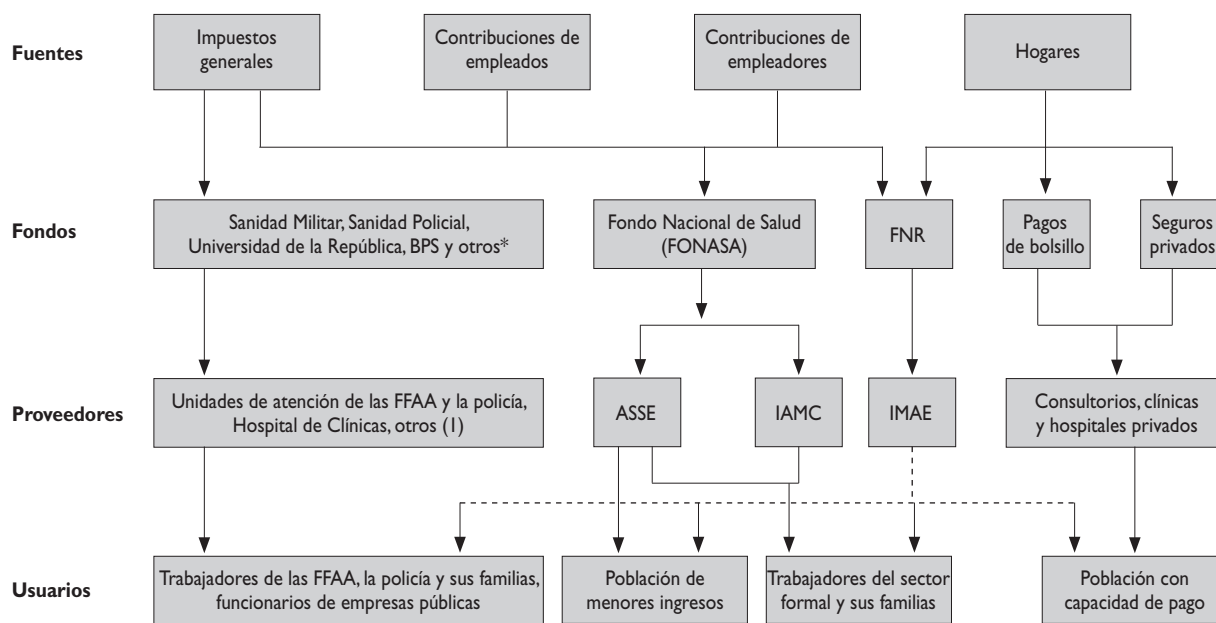 Fuentes
Impuestos
generales
Contribuciones de
empleados
Contribuciones de
empleadores
Hogares
Fondos
Sanidad Militar, Sanidad Policial,
Universidad de la República, BPS y otros*
Fondo Nacional de Salud
(FONASA)
FNR
Pagos
de bolsillo
Seguros
privados
Proveedores
Unidades de atención de las FFAA y la policía,
Hospital de Clínicas, otros (1)
ASSE
IAMC
IMAE
Consultorios, clínicas
y hospitales privados
Usuarios
Trabajadores de las FFAA, la policía y sus familias,
funcionarios de empresas públicas
Población de
menores ingresos
Trabajadores del sector
formal y sus familias
Población con
capacidad de pago